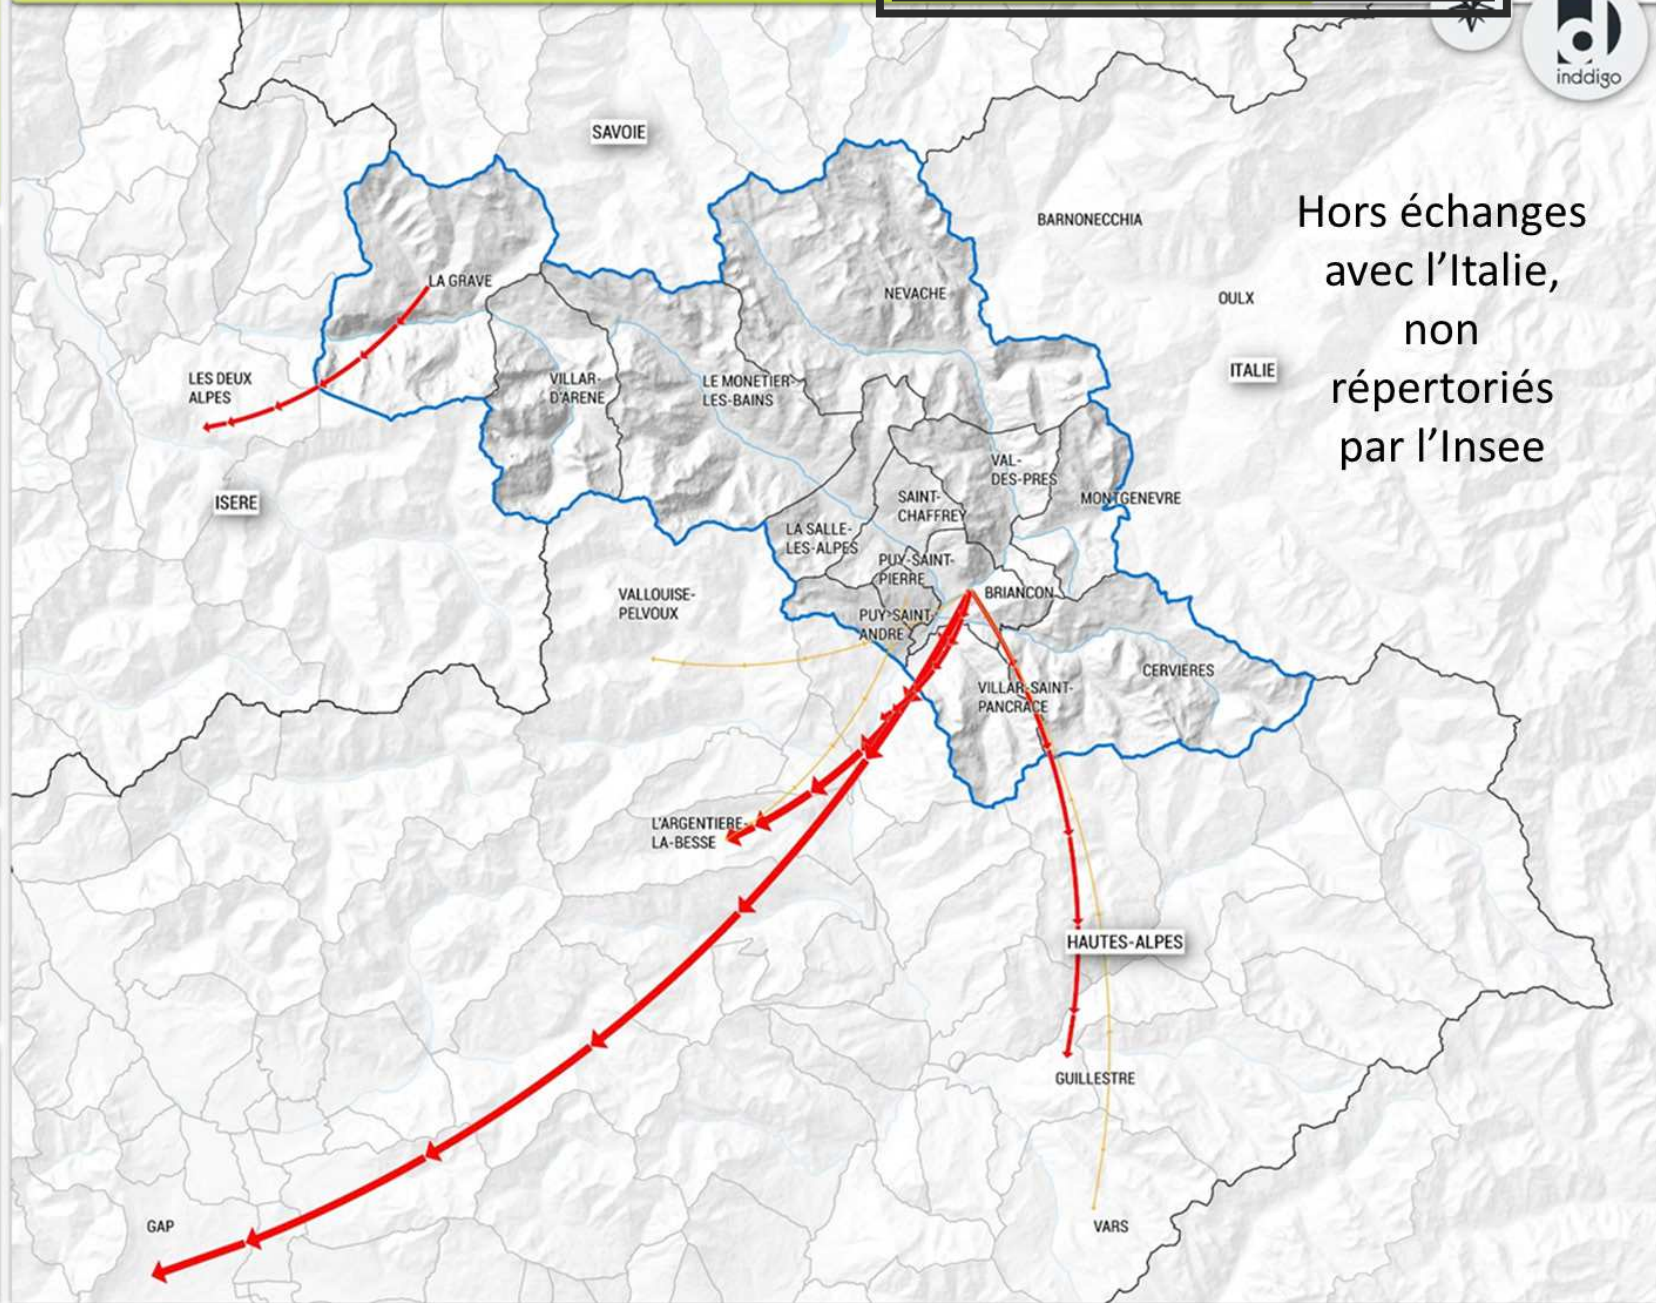 inddigo
SAVOIE
BARNONECCHIA
Hors échanges
avec l'Italie,
non
répertoriés
par l'Insee
LA GRAVE
NEVACHE
OULX
ITALIE
LES DEUX
ALPES
VILLAR-
D'ARENE
LE MONETIER-
LES-BAINS
VAL-
DES-PRES
ISERE
SAINT-
CHAFFREY
MONTGENEVRE
LA SALLE-
LES-ALPES
PUY-SAINT-
PIERRE
VALLOUISE-
PELVOUX
BRIANCON
PUY-SAINT-
ANDRE
CERVIERES
VILLAR-SAINT-
PANCRACE
L'ARGENTIERE-
LA-BESSE
HAUTES-ALPES
GUILLESTRE
GAP
VARS